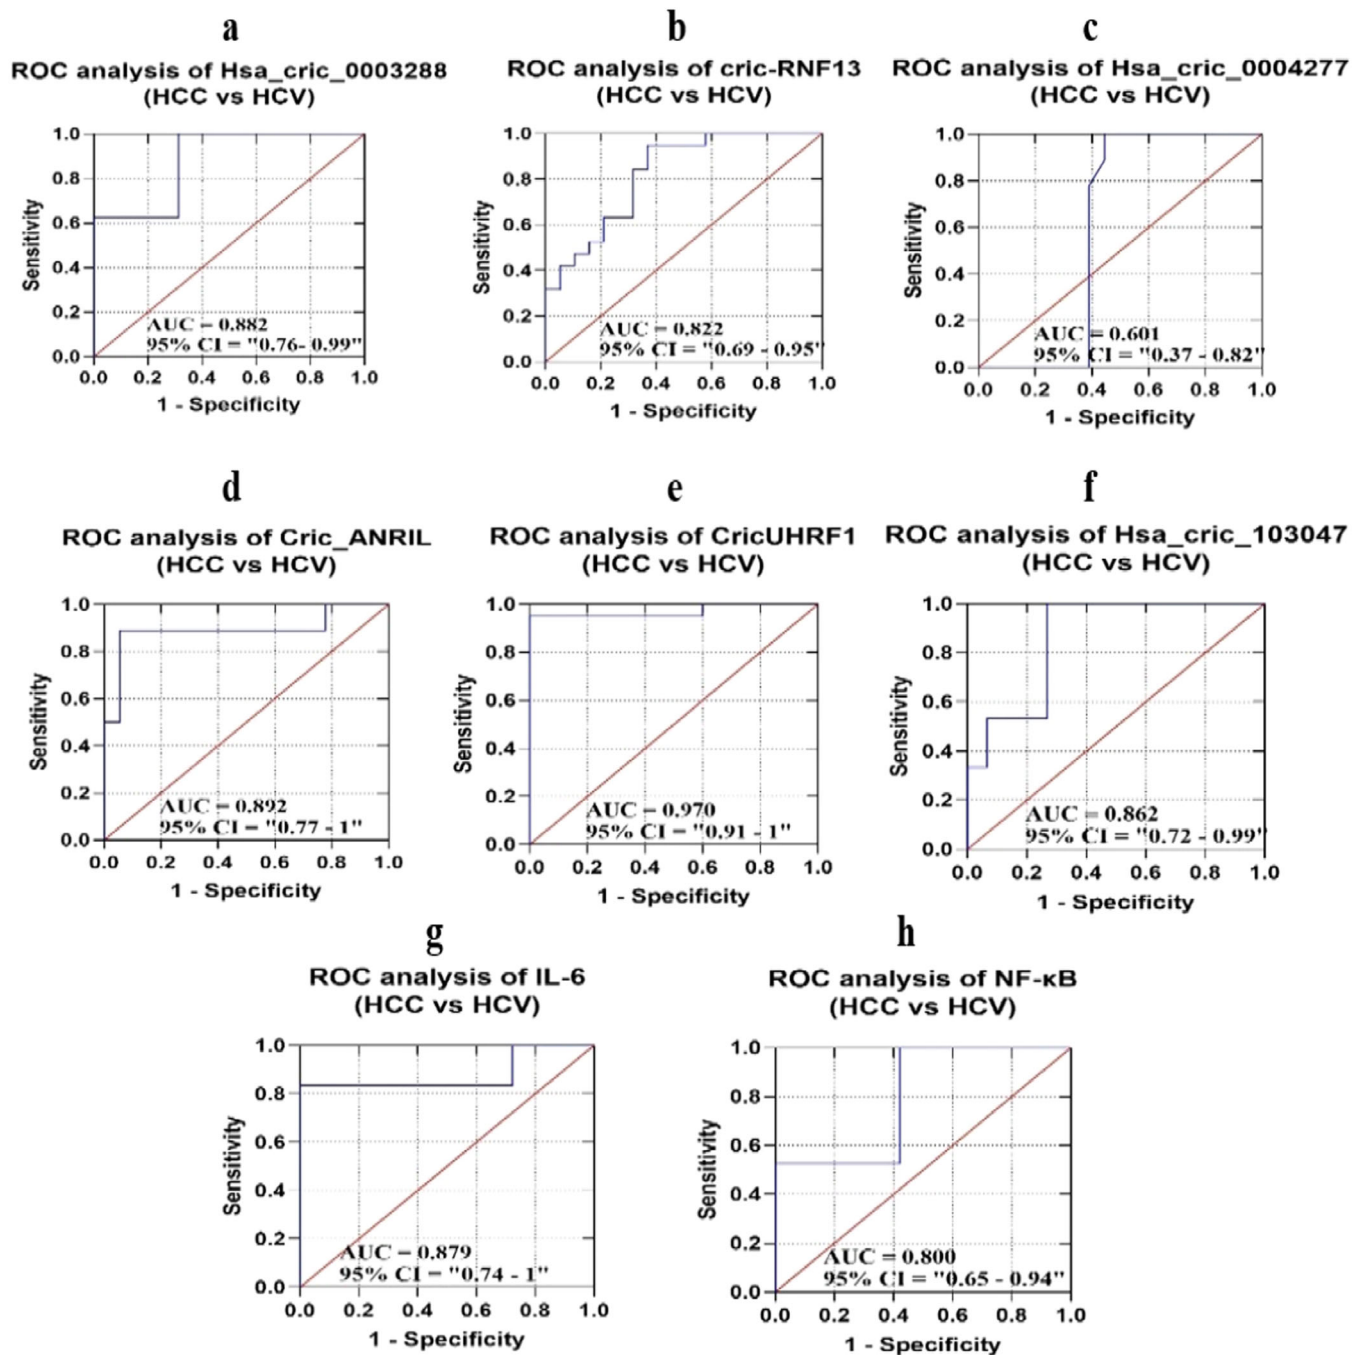 a
ROC analysis of Hsa_cric_0003288
(HCC vs HCV)
1.0
0.8
0.6
0.4
0.2
0.0
Sensitivity
AUC = 0.882
95% CI = "0.76- 0.99"
0.0 0.2 0.4 0.6 0.8 1.0
1 - Specificity
b
ROC analysis of cric-RNF13
(HCC vs HCV)
1.0
0.8
0.6
0.4
0.2
0.0
Sensitivity
AUC = 0.822
95% CI = "0.69 - 0.95"
0.0 0.2 0.4 0.6 0.8 1.0
1 - Specificity
c
ROC analysis of Hsa_cric_0004277
(HCC vs HCV)
1.0
0.8
0.6
0.4
0.2
0.0
Sensitivity
AUC = 0.601
95% CI = "0.37 - 0.82"
0.0 0.2 0.4 0.6 0.8 1.0
1 - Specificity
d
ROC analysis of Cric_ANRIL
(HCC vs HCV)
1.0
0.8
0.6
0.4
0.2
0.0
Sensitivity
AUC = 0.892
95% CI = "0.77 - 1"
0.0 0.2 0.4 0.6 0.8 1.0
1 - Specificity
e
ROC analysis of CricUHRF1
(HCC vs HCV)
1.0
0.8
0.6
0.4
0.2
0.0
Sensitivity
AUC = 0.970
95% CI = "0.91 - 1"
0.0 0.2 0.4 0.6 0.8 1.0
1 - Specificity
f
ROC analysis of Hsa_cric_103047
(HCC vs HCV)
1.0
0.8
0.6
0.4
0.2
0.0
Sensitivity
AUC = 0.862
95% CI = "0.72 - 0.99"
0.0 0.2 0.4 0.6 0.8 1.0
1 - Specificity
g
ROC analysis of IL-6
(HCC vs HCV)
1.0
0.8
0.6
0.4
0.2
0.0
Sensitivity
AUC = 0.879
95% CI = "0.74 - 1"
0.0 0.2 0.4 0.6 0.8 1.0
1 - Specificity
h
ROC analysis of NF-κB
(HCC vs HCV)
1.0
0.8
0.6
0.4
0.2
0.0
Sensitivity
AUC = 0.800
95% CI = "0.65 - 0.94"
0.0 0.2 0.4 0.6 0.8 1.0
1 - Specificity